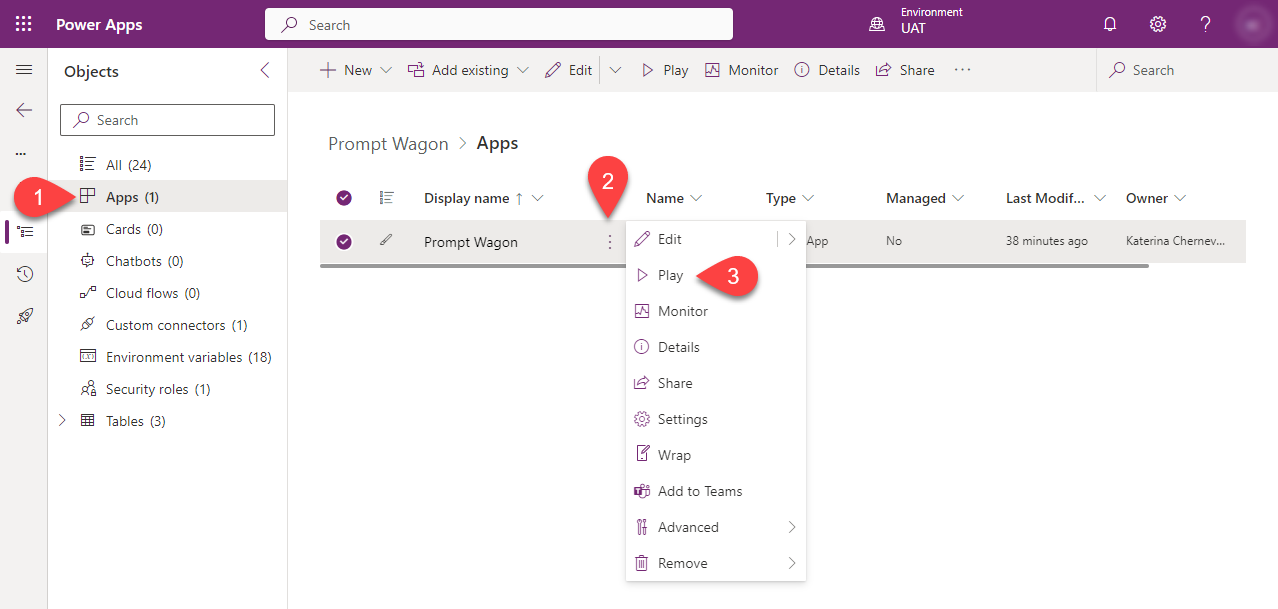 Power Apps
Search
Environment
UAT
?
Objects
New
Add existing
Edit
Play
Monitor
Details
Share
...
Search
Search
...
All (24)
Apps (1)
Cards (0)
Chatbots (0)
Cloud flows (0)
Custom connectors (1)
Environment variables (18)
Security roles (1)
Tables (3)
1
Prompt Wagon > Apps
2
Display name ↑
Name
Type
Managed
Last Modif...
Owner
Prompt Wagon
App
No
38 minutes ago
Katerina Chernev...
Edit
Play
3
Monitor
Details
Share
Settings
Wrap
Add to Teams
Advanced
Remove